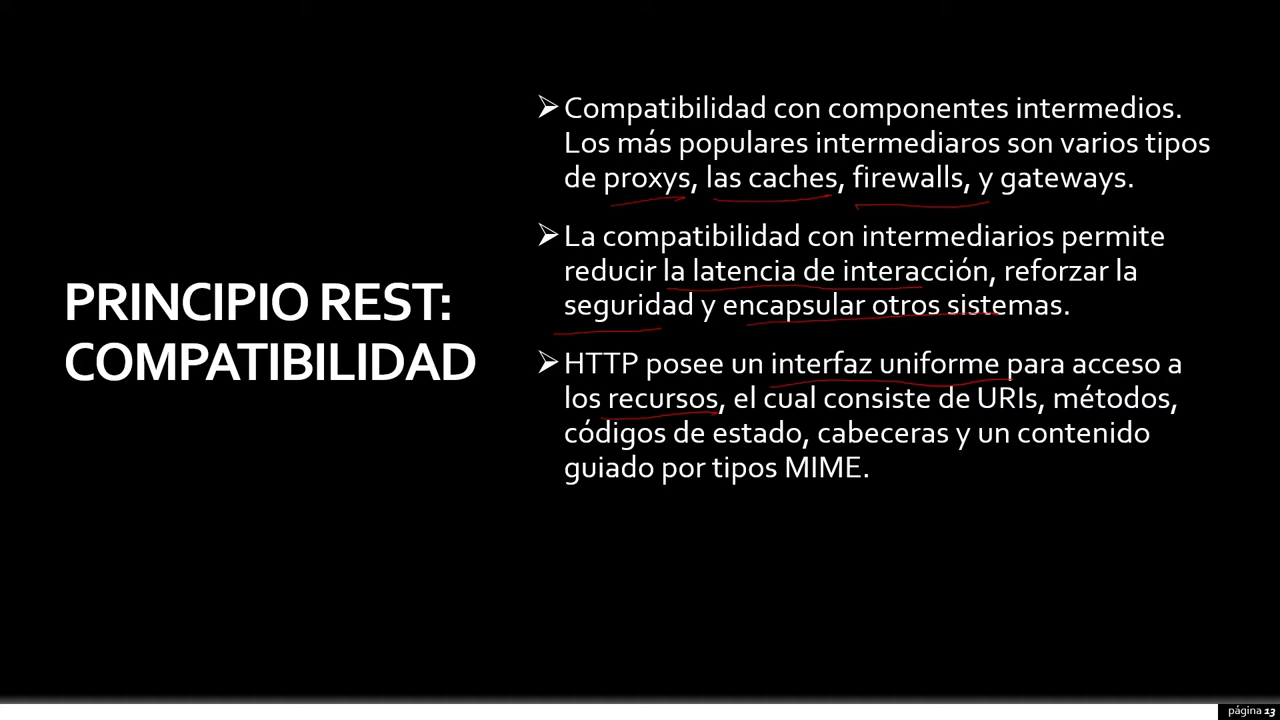 PRINCIPIO REST:
COMPATIBILIDAD
➢Compatibilidad con componentes intermedios.
Los más populares intermediaros son varios tipos
de proxys, las caches, firewalls, y gateways.
➢La compatibilidad con intermediarios permite
reducir la latencia de interacción, reforzar la
seguridad y encapsular otros sistemas.
➢HTTP posee un interfaz uniforme para acceso a
los recursos, el cual consiste de URIs, métodos,
códigos de estado, cabeceras y un contenido
guiado por tipos MIME.
página 13